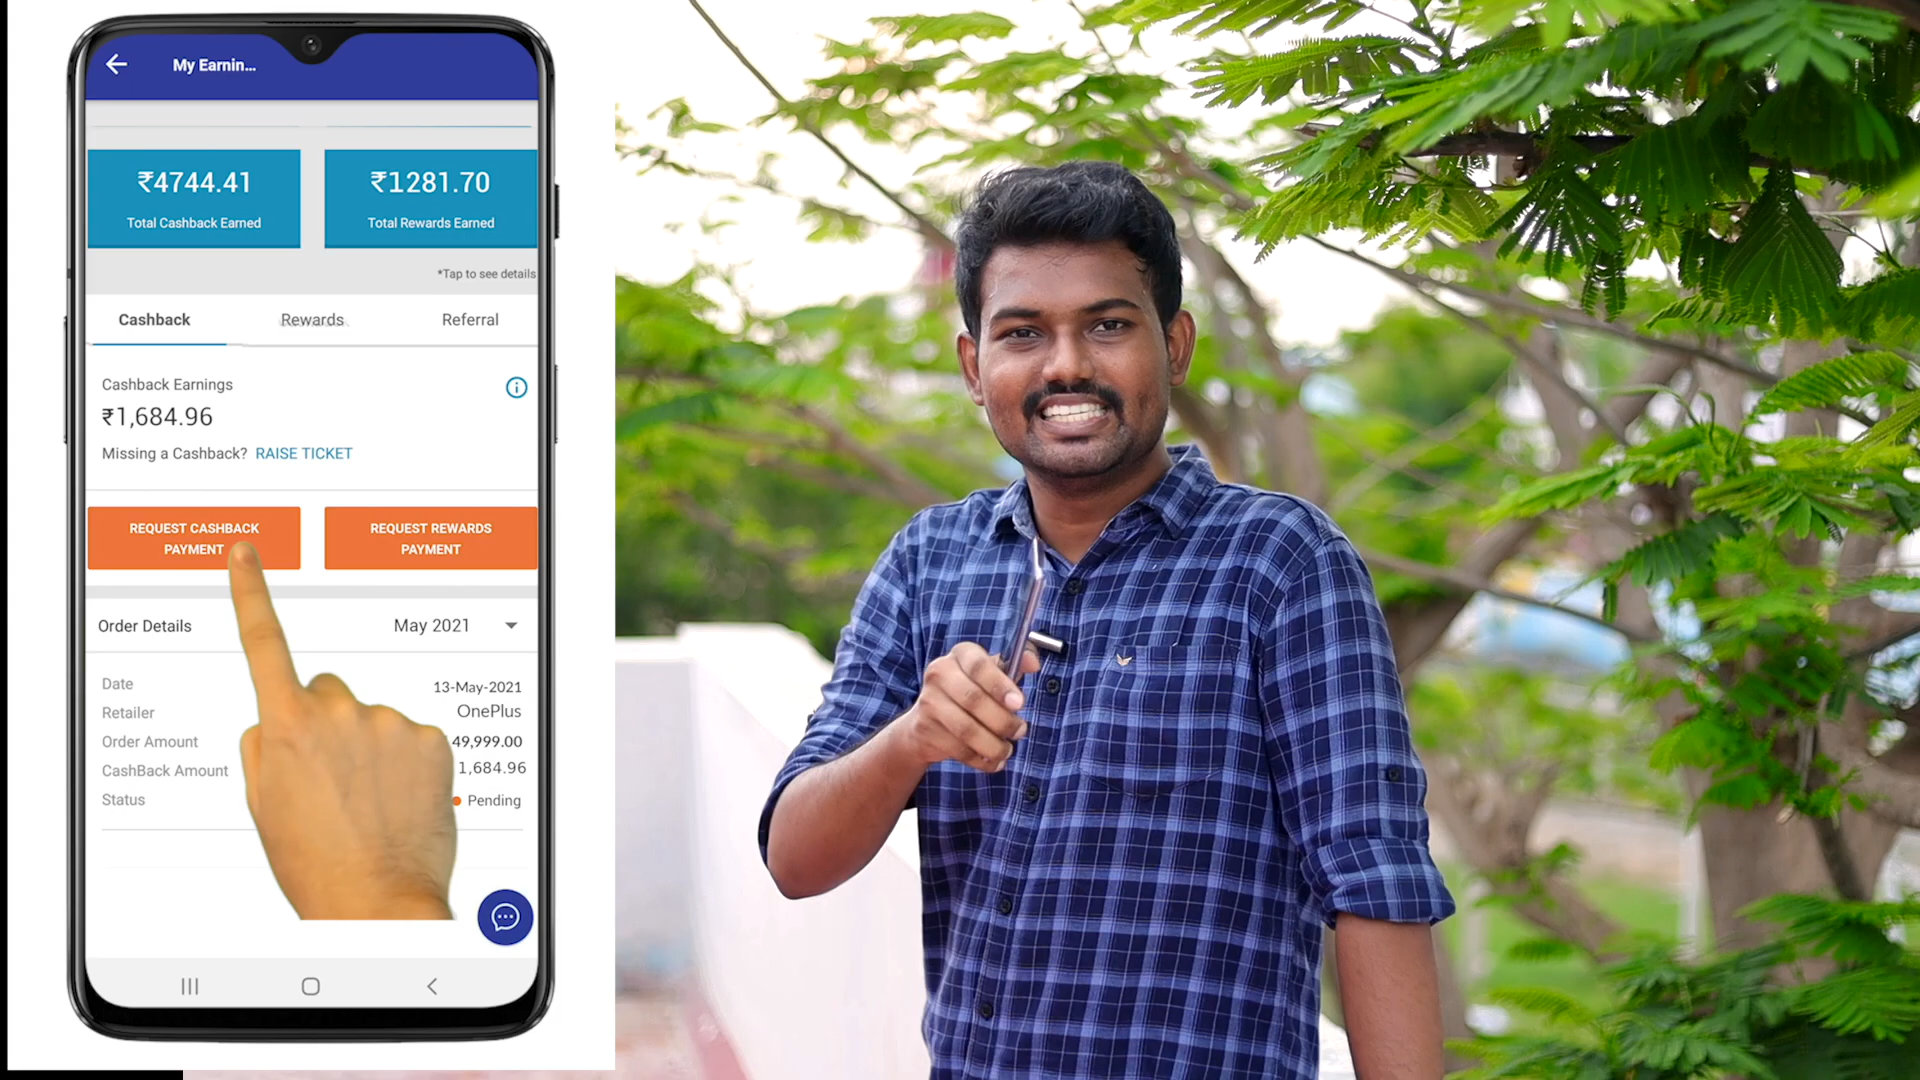 My Earnin...
₹4744.41
Total Cashback Earned
₹1281.70
Total Rewards Earned
*Tap to see details
Cashback
Rewards
Referral
Cashback Earnings
₹1,684.96
Missing a Cashback? RAISE TICKET
REQUEST CASHBACK
PAYMENT
REQUEST REWARDS
PAYMENT
Order Details
May 2021
Date
13-May-2021
Retailer
OnePlus
Order Amount
49,999.00
CashBack Amount
1,684.96
Status
Pending